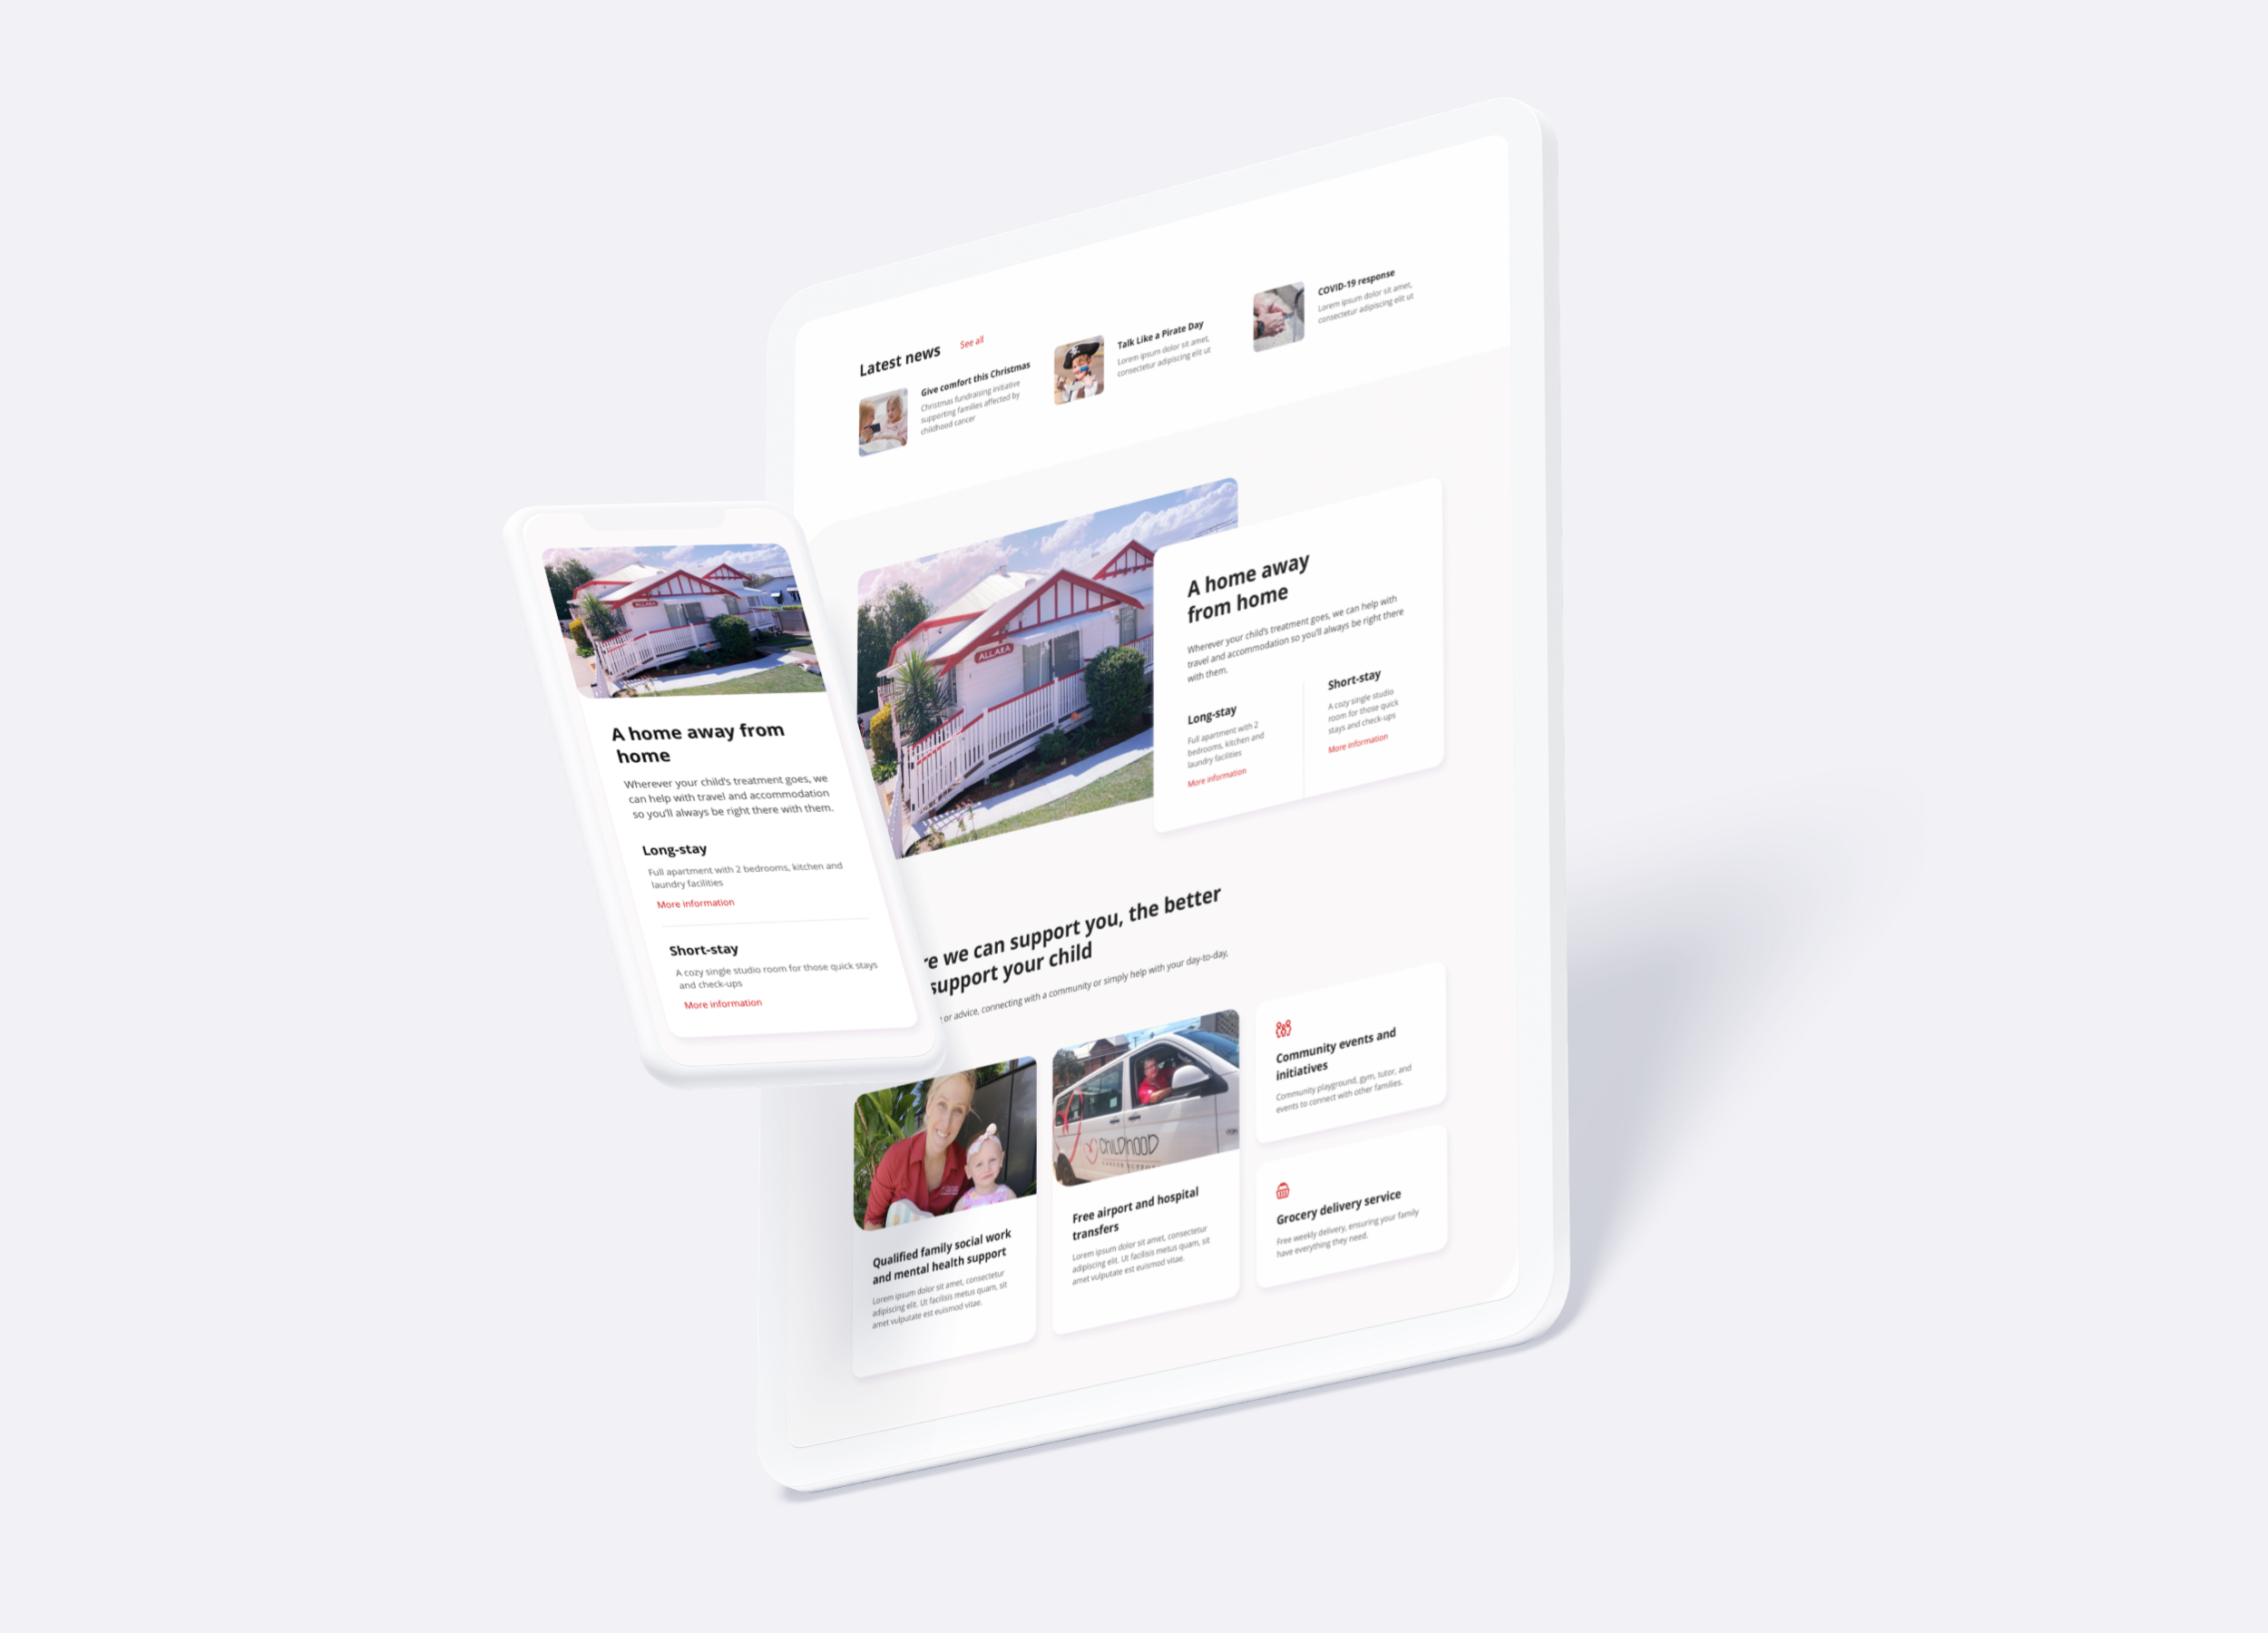 Latest news
See all
Give comfort this Christmas
Christmas fundraising initiative
supporting families affected by
childhood cancer
Talk Like a Pirate Day
Lorem ipsum dolor sit amet,
consectetur adipiscing elit ut
COVID-19 response
Lorem ipsum dolor sit amet,
consectetur adipiscing elit ut
ALLARA
A home away from
home
Wherever your child's treatment goes, we
can help with travel and accommodation
so you'll always be right there with them.
Long-stay
Full apartment with 2 bedrooms, kitchen and
laundry facilities
More information
Short-stay
A cozy single studio room for those quick stays
and check-ups
More information
ALLARA
A home away
from home
Wherever your child's treatment goes, we can help with
travel and accommodation so you'll always be right there
with them.
Long-stay
Full apartment with 2
bedrooms, kitchen and
laundry facilities
More information
Short-stay
A cozy single studio
room for those quick
stays and check-ups
More information
re we can support you, the better
support your child
or advice, connecting with a community or simply help with your day-to-day,
Qualified family social work
and mental health support
Lorem ipsum dolor sit amet, consectetur
adipiscing elit. Ut facilisis metus quam, sit
amet vulputate est euismod vitae.
CHILDHOOD
CANCER SUPPORT
Free airport and hospital
transfers
Lorem ipsum dolor sit amet, consectetur
adipiscing elit. Ut facilisis metus quam, sit
amet vulputate est euismod vitae.
Community events and
initiatives
Community playground, gym, tutor, and
events to connect with other families.
Grocery delivery service
Free weekly delivery, ensuring your family
have everything they need.